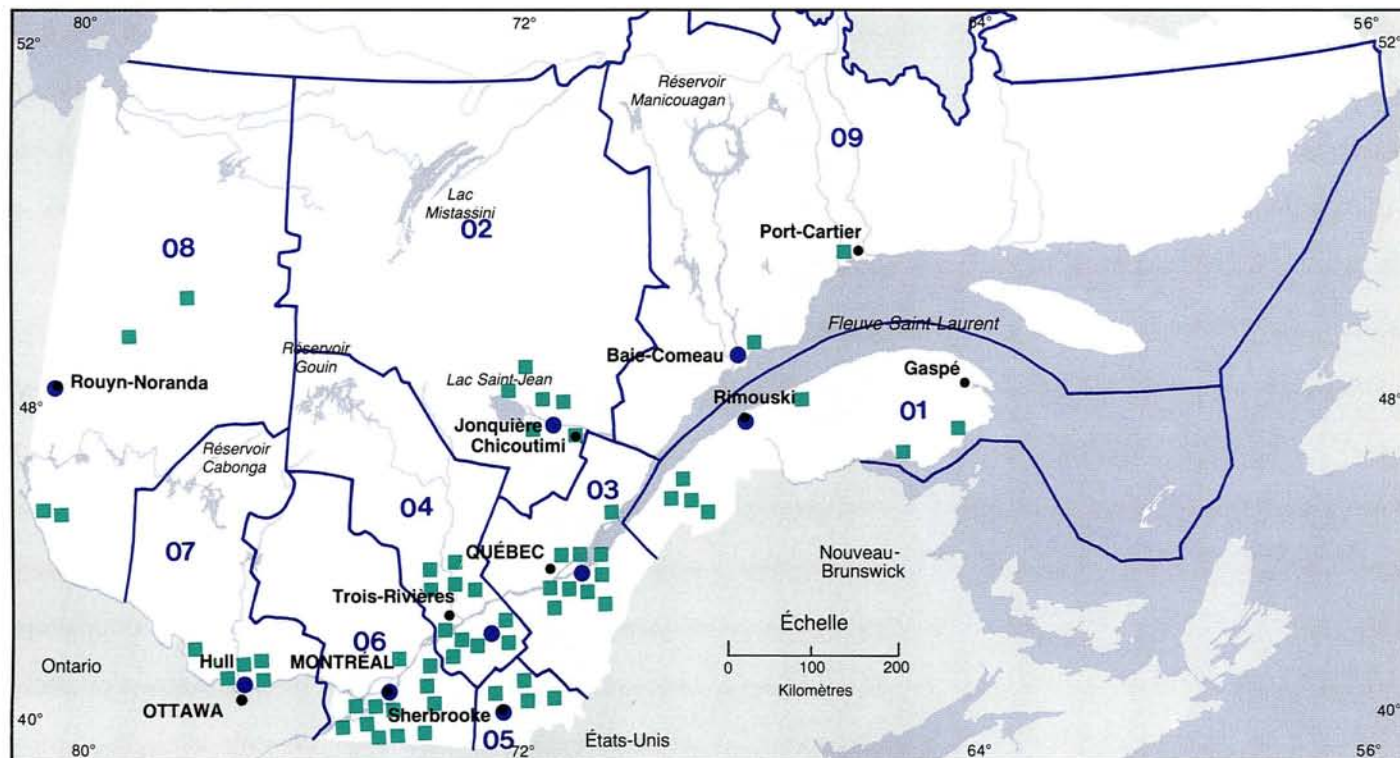 80°
72°
64°
56°
52°
52°
Réservoir
Manicouagan
09
Lac
Mistassini
02
08
Port-Cartier
Fleuve Saint-Laurent
Réservoir
Gouin
Baie-Comeau
Gaspé
Rouyn-Noranda
Lac Saint-Jean
Rimouski
48°
01
48°
Jonquière
Chicoutimi
Réservoir
Cabonga
03
04
07
QUÉBEC
Nouveau-
Brunswick
Trois-Rivières
Échelle
06
0
100
200
Ontario
Hull
MONTRÉAL
Kilomètres
OTTAWA
Sherbrooke
40°
40°
05
États-Unis
80°
72°
64°
56°